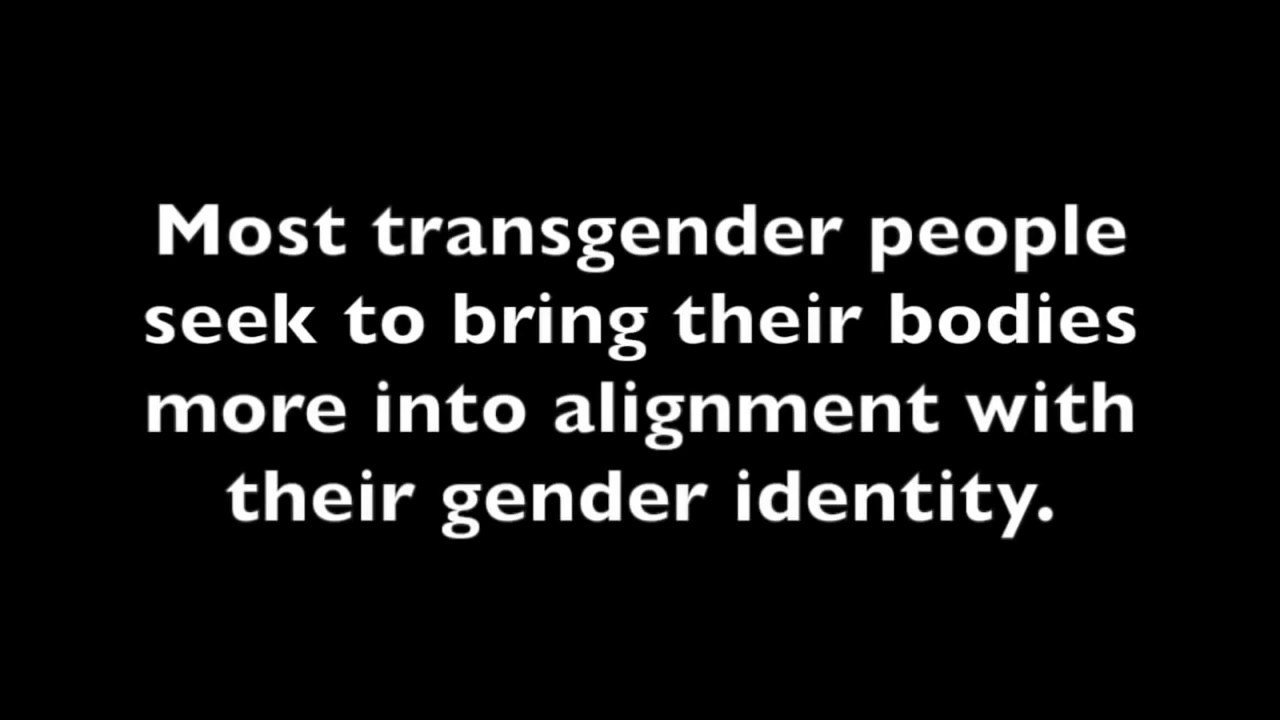 Most transgender people
seek to bring their bodies
more into alignment with
their gender identity.